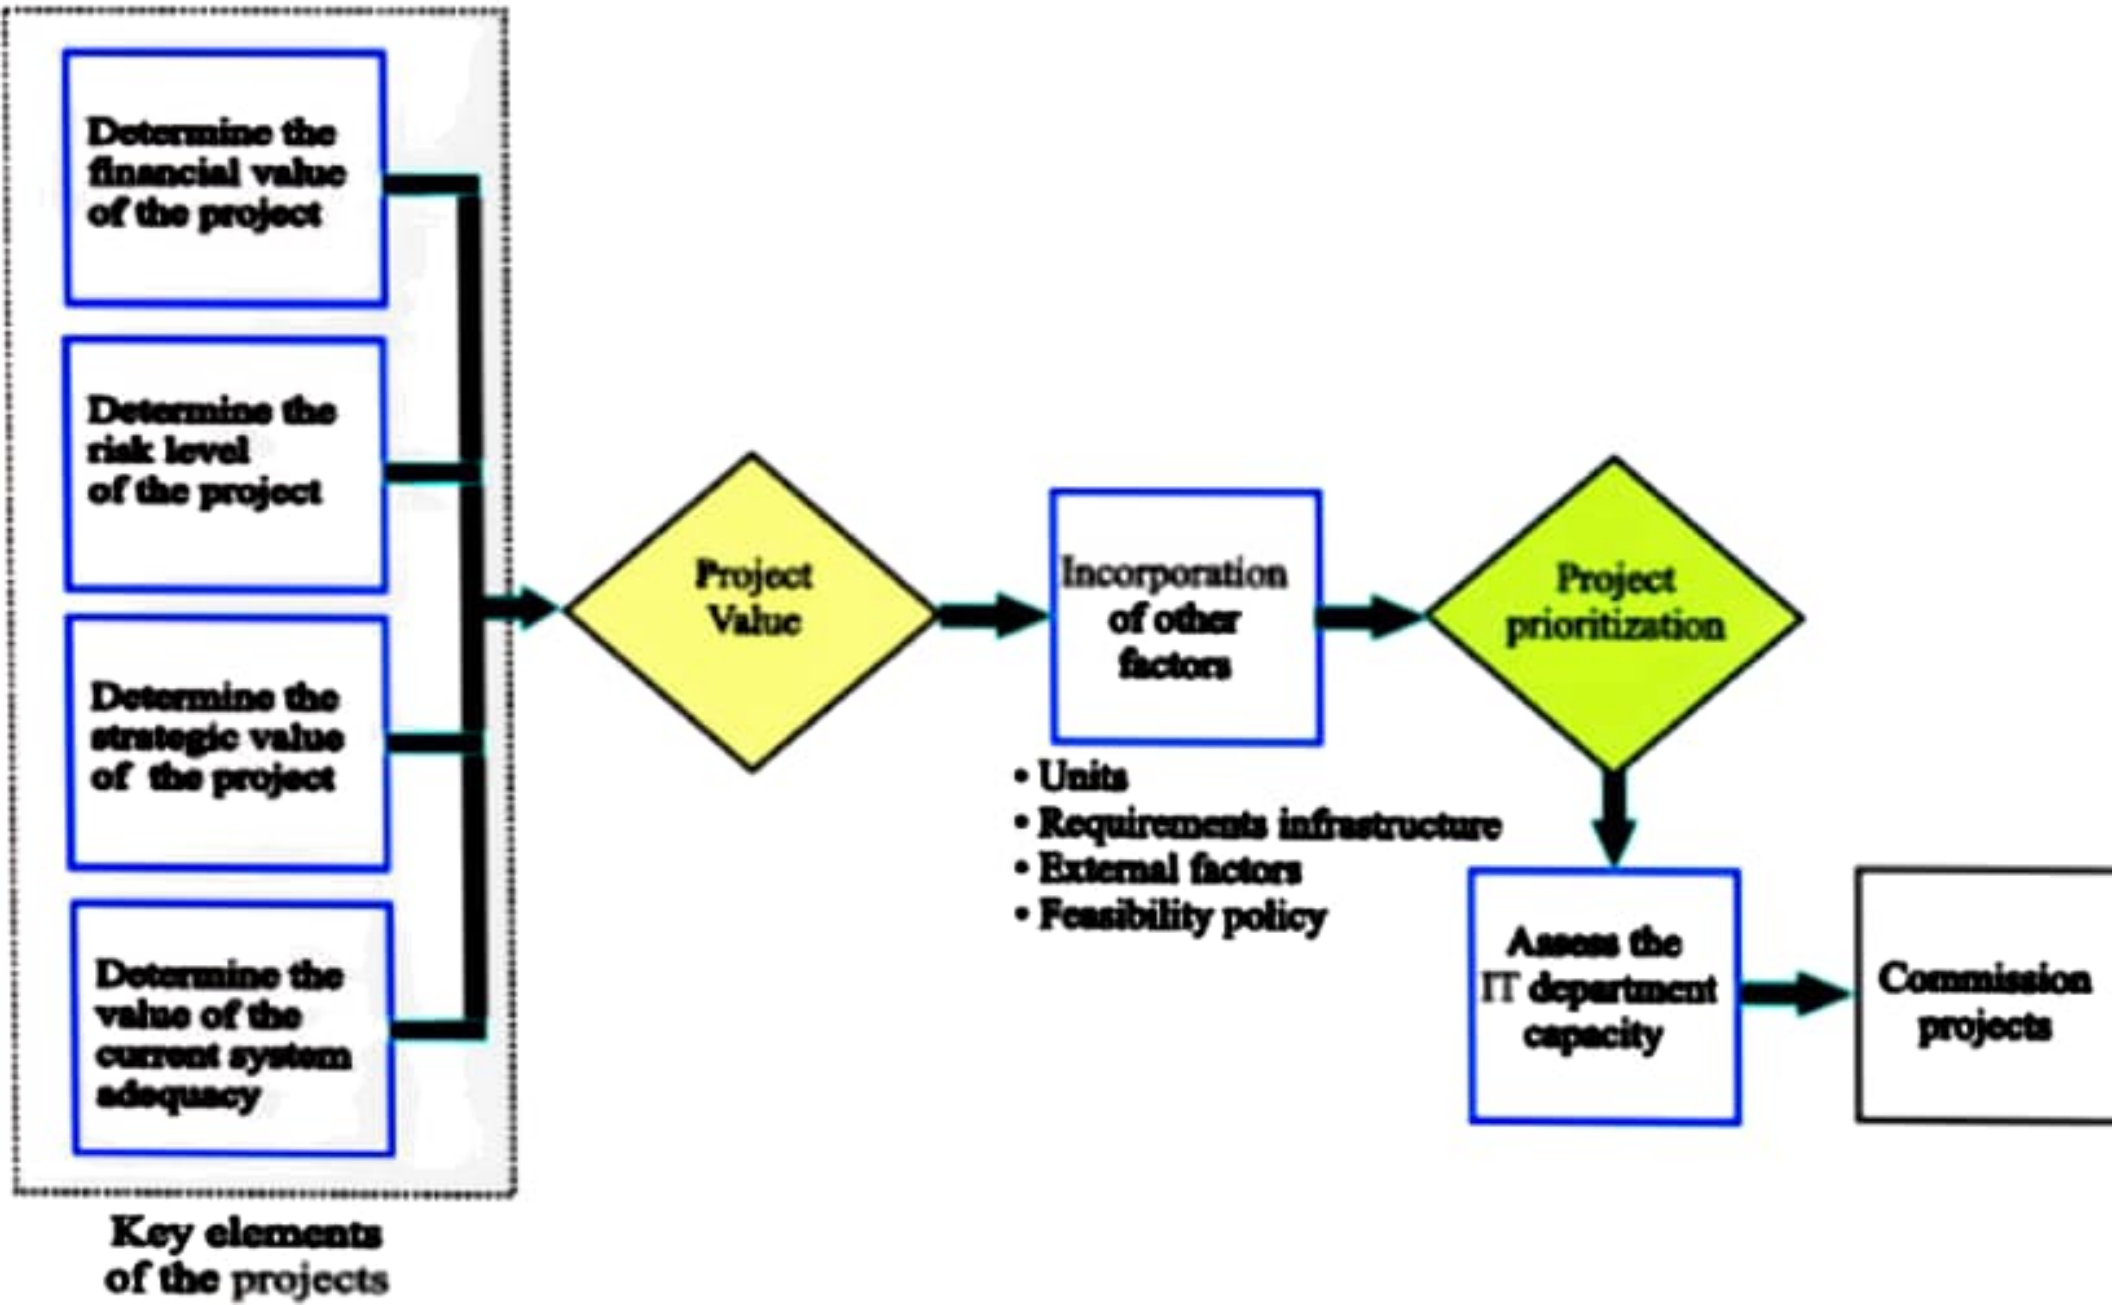 Determine the
financial value
of the project
Determine the
risk level
of the project
Determine the
strategic value
of the project
Determine the
value of the
current system
adequacy
Key elements
of the projects
Project
Value
Incorporation
of other
factors
• Units
• Requirements infrastructure
• External factors
• Feasibility policy
Project
prioritization
Assess the
IT department
capacity
Commission
projects